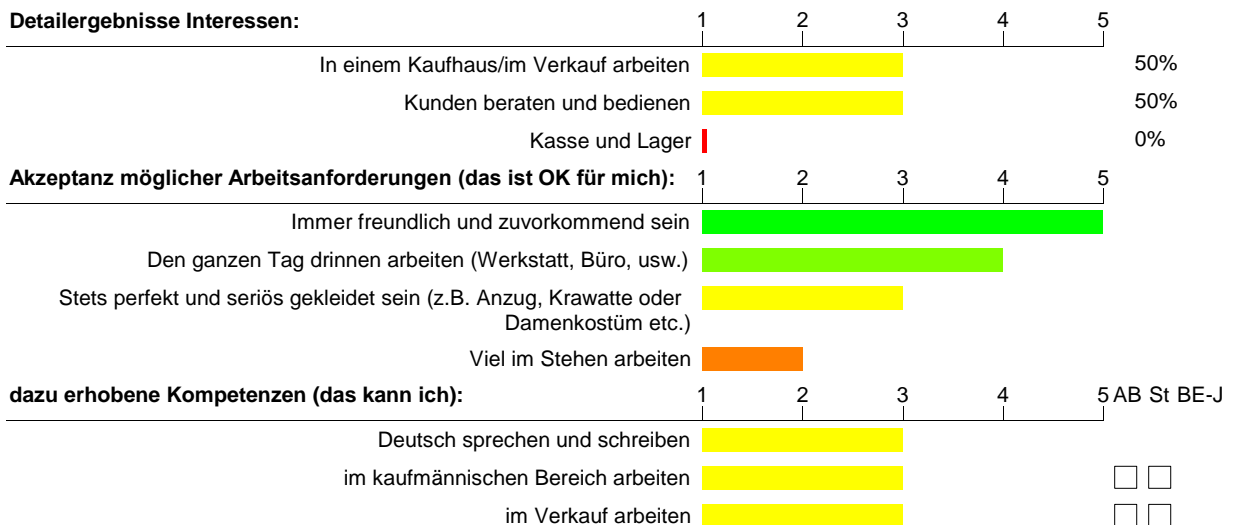 Detailergebnisse Interessen: 1 2 3 4 5
In einem Kaufhaus/im Verkauf arbeiten 50%
Kunden beraten und bedienen 50%
Kasse und Lager 0%
Akzeptanz möglicher Arbeitsanforderungen (das ist OK für mich): 1 2 3 4 5
Immer freundlich und zuvorkommend sein
Den ganzen Tag drinnen arbeiten (Werkstatt, Büro, usw.)
Stets perfekt und seriös gekleidet sein (z.B. Anzug, Krawatte oder
Damenkostüm etc.)
Viel im Stehen arbeiten
dazu erhobene Kompetenzen (das kann ich): 1 2 3 4 5 AB St BE-J
Deutsch sprechen und schreiben
im kaufmännischen Bereich arbeiten
im Verkauf arbeiten